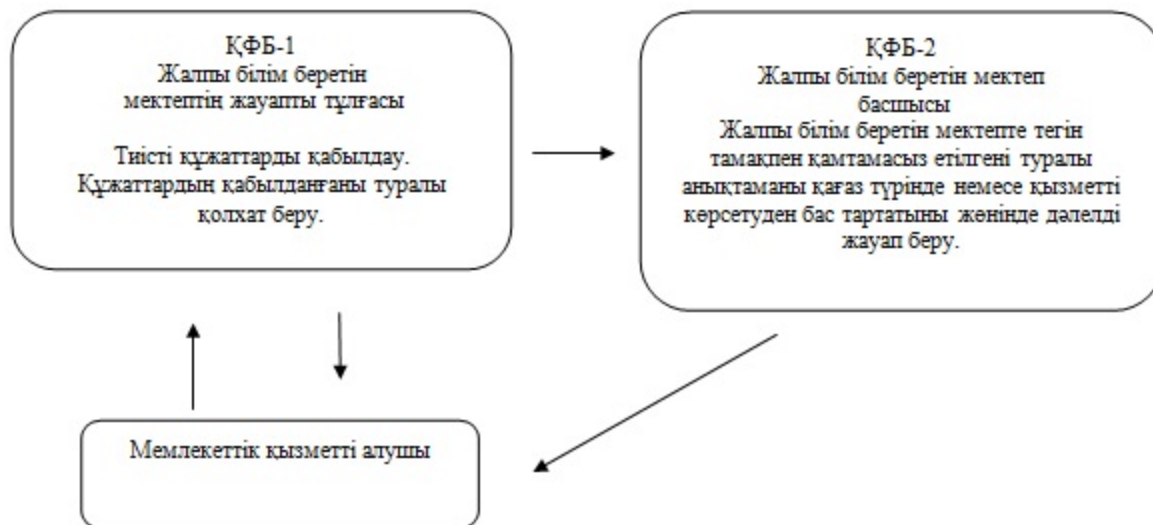 ҚФБ-1
Жалпы білім беретін
мектептің жауапты тұлғасы
Тиісті құжаттарды қабылдау.
Құжаттардың қабылданғаны туралы
қолхат беру.
ҚФБ-2
Жалпы білім беретін мектеп
басшысы
Жалпы білім беретін мектепте тегін
тамақпен қамтамасыз етілгені туралы
анықтаманы қағаз түрінде немесе қызметті
көрсетуден бас тартатыны жөнінде дәлелді
жауап беру.
Мемлекеттік қызметті алушы